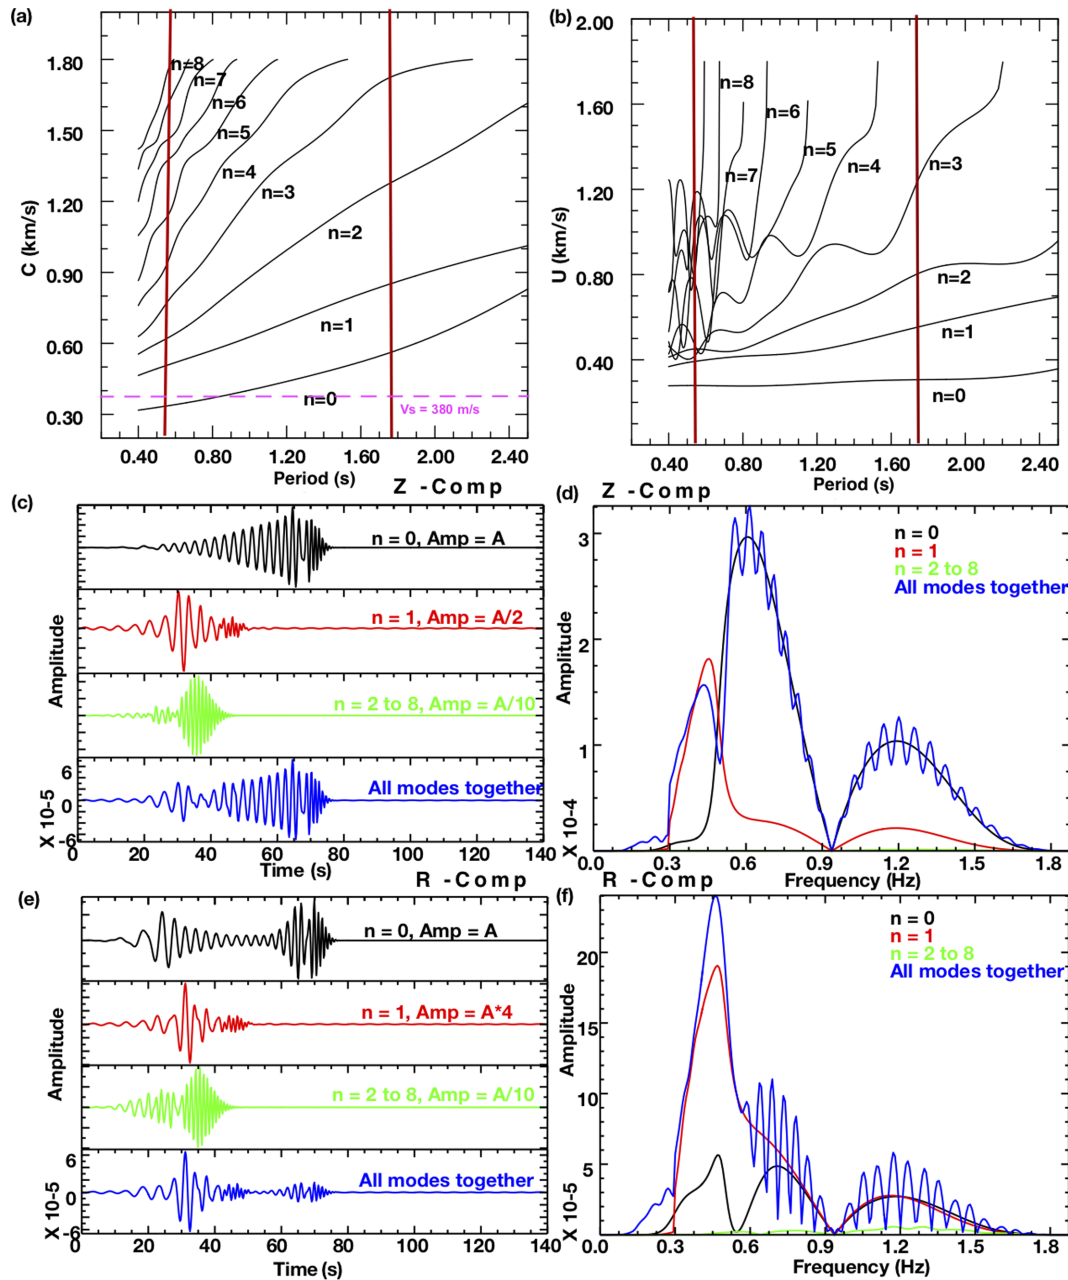 (a)
C (km/s)
1.80
1.50
1.20
0.90
0.60
0.30
n=8
n=7
n=6
n=5
n=4
n=3
n=2
n=1
n=0
Vs = 380 m/s
0.40 0.80 1.20 1.60 2.00 2.40
Period (s)
(b)
U (km/s)
2.00
1.60
1.20
0.80
0.40
n=8
n=6
n=5
n=7
n=4
n=3
n=2
n=1
n=0
0.40 0.80 1.20 1.60 2.00 2.40
Period (s)
(c)
Z -Comp
n = 0, Amp = A
n = 1, Amp = A/2
n = 2 to 8, Amp = A/10
All modes together
Amplitude
X 10-5
6
0
-6
0 20 40 60 80 100 120 140
Time (s)
(d)
Z -Comp
n = 0
n = 1
n = 2 to 8
All modes together
Amplitude
X 10-4
3
2
1
0.0 0.3 0.6 0.9 1.2 1.5 1.8
Frequency (Hz)
(e)
R -Comp
n = 0, Amp = A
n = 1, Amp = A*4
n = 2 to 8, Amp = A/10
All modes together
Amplitude
X 10-5
6
0
-6
0 20 40 60 80 100 120 140
Time (s)
(f)
R -Comp
n = 0
n = 1
n = 2 to 8
All modes together
Amplitude
X 10-5
20
15
10
5
0.0 0.3 0.6 0.9 1.2 1.5 1.8
Frequency (Hz)